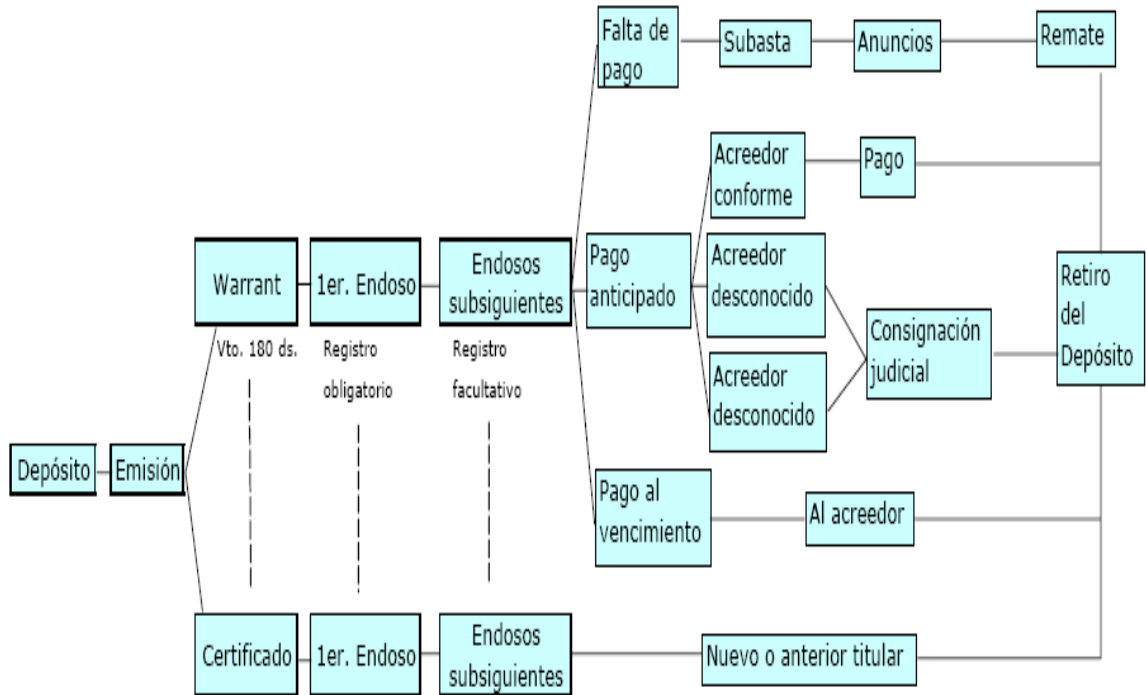 Falta de
pago
Subasta
Anuncios
Remate
Acreedor
conforme
Pago
Warrant
1er. Endoso
Endosos
subsiguientes
Pago
anticipado
Acreedor
desconocido
Retiro
del
Depósito
Consignación
judicial
Vto. 180 ds.
Registro
obligatorio
Registro
facultativo
Acreedor
desconocido
Depósito
Emisión
Pago al
vencimiento
Al acreedor
Certificado
1er. Endoso
Endosos
subsiguientes
Nuevo o anterior titular